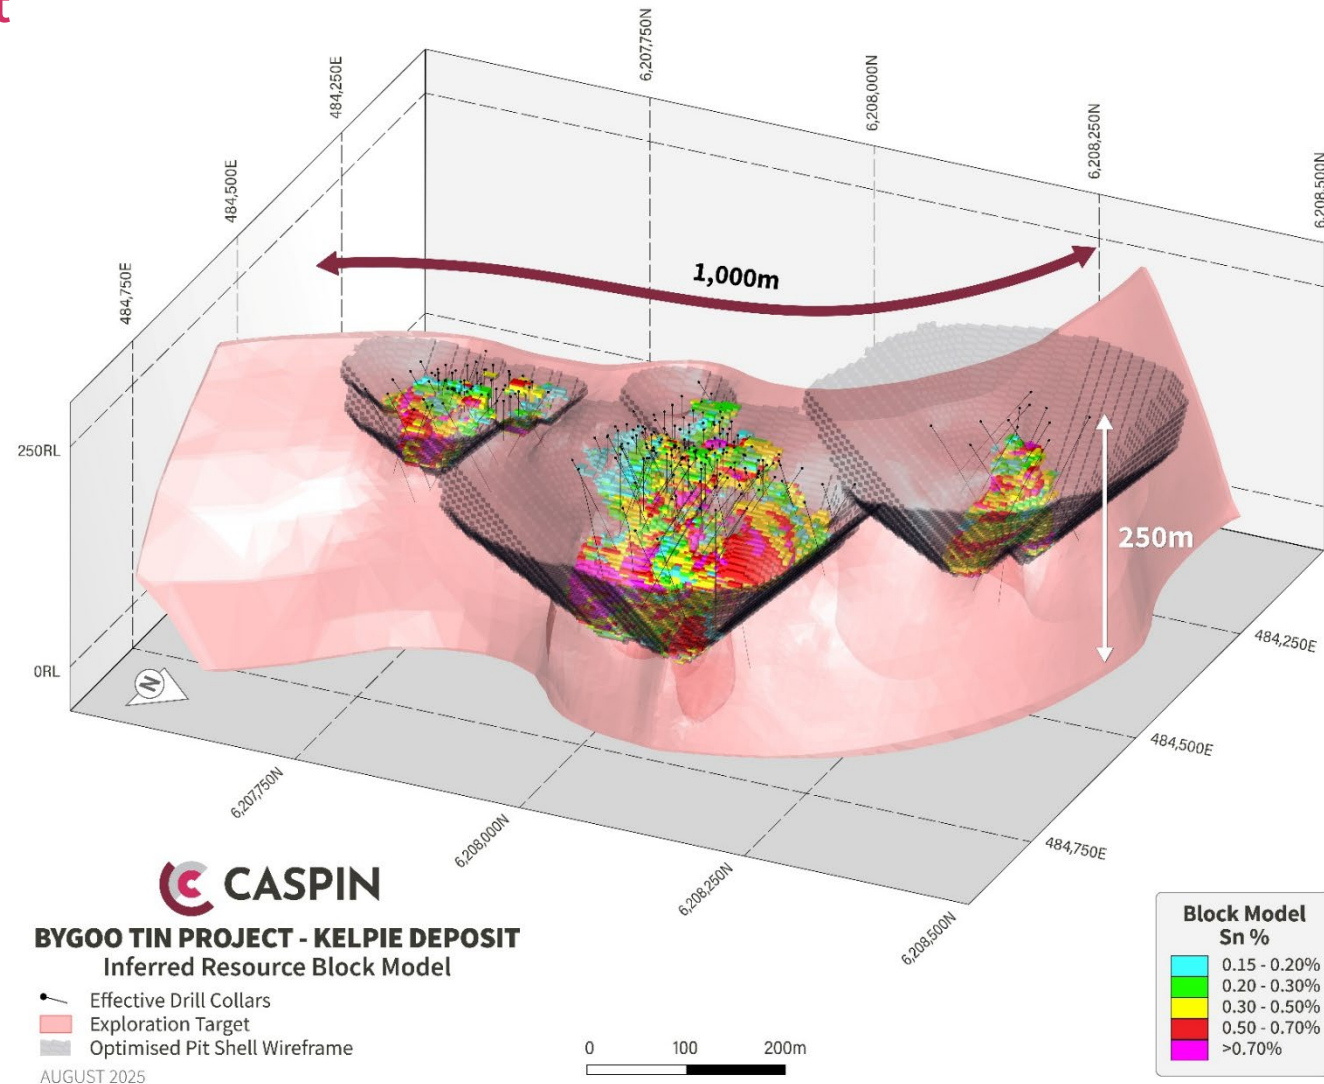 t
6,207,750N
6,208,000N
6,208,250N
6,208,500N
484,250E
484,500E
484,750E
1,000m
250m
250RL
0RL
N
484,250E
484,500E
484,750E
6,207,750N
6,208,000N
6,208,250N
6,208,500N
CASPIN
BYGOO TIN PROJECT - KELPIE DEPOSIT
Inferred Resource Block Model
Effective Drill Collars
Exploration Target
Optimised Pit Shell Wireframe
AUGUST 2025
0 100 200m
Block Model
Sn %
0.15 - 0.20%
0.20 - 0.30%
0.30 - 0.50%
0.50 - 0.70%
>0.70%